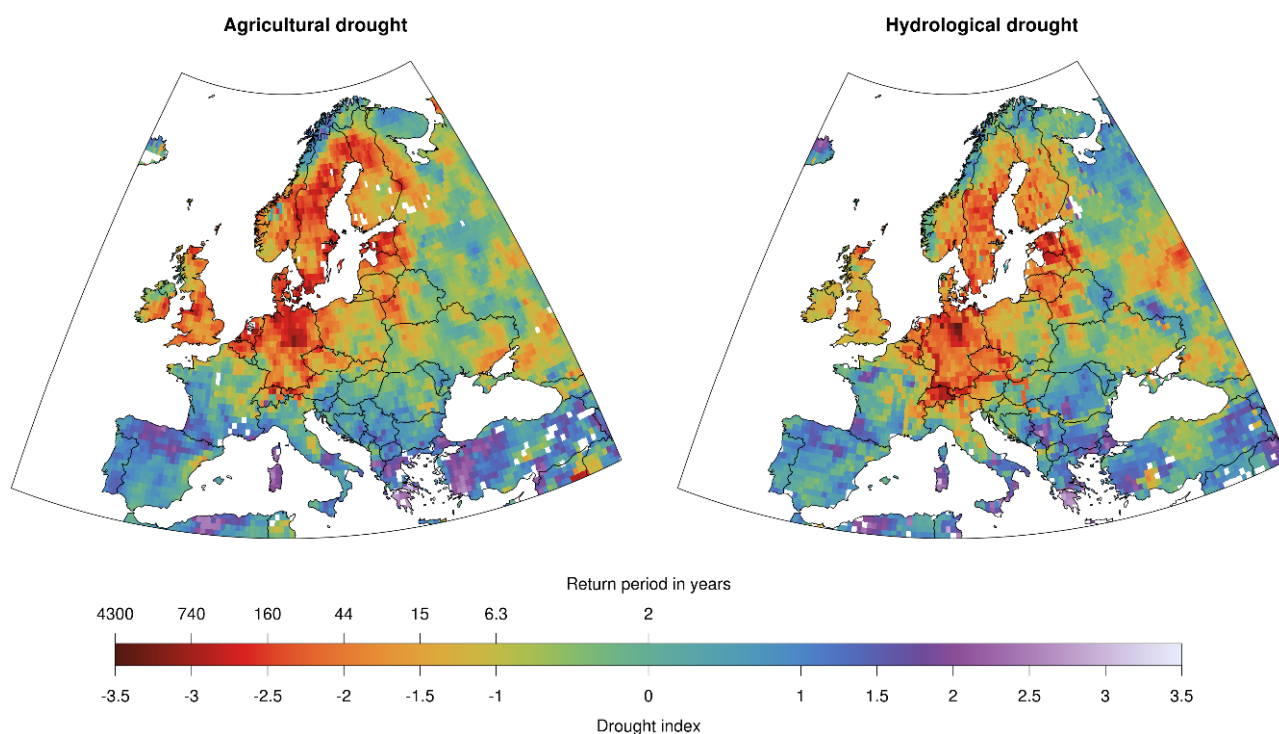 Agricultural drought
Hydrological drought
Return period in years
4300 740 160 44 15 6.3 2
-3.5 -3 -2.5 -2 -1.5 -1 0 1 1.5 2 2.5 3 3.5
Drought index